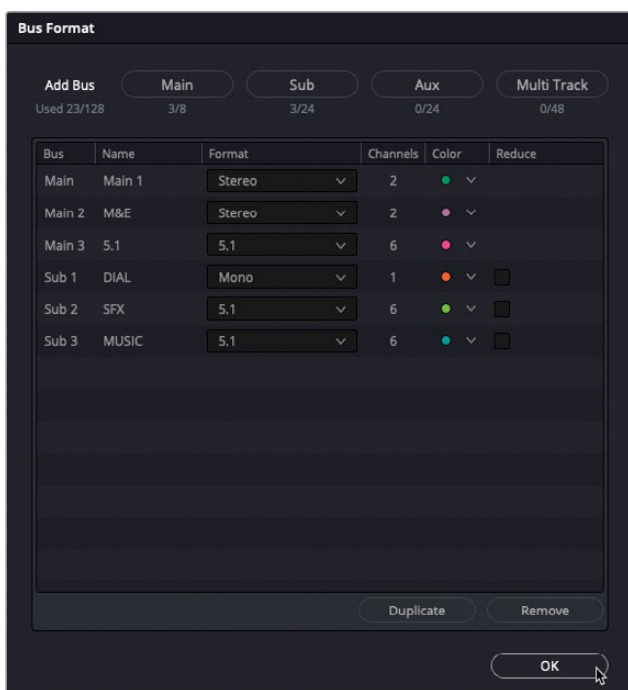 Bus Format
Add Bus Main Sub Aux Multi Track
Used 23/128 3/8 3/24 0/24 0/48
Bus Name Format Channels Color Reduce
Main Main 1 Stereo 2
Main 2 M&E Stereo 2
Main 3 5.1 5.1 6
Sub 1 DIAL Mono 1
Sub 2 SFX 5.1 6
Sub 3 MUSIC 5.1 6
Duplicate Remove
OK